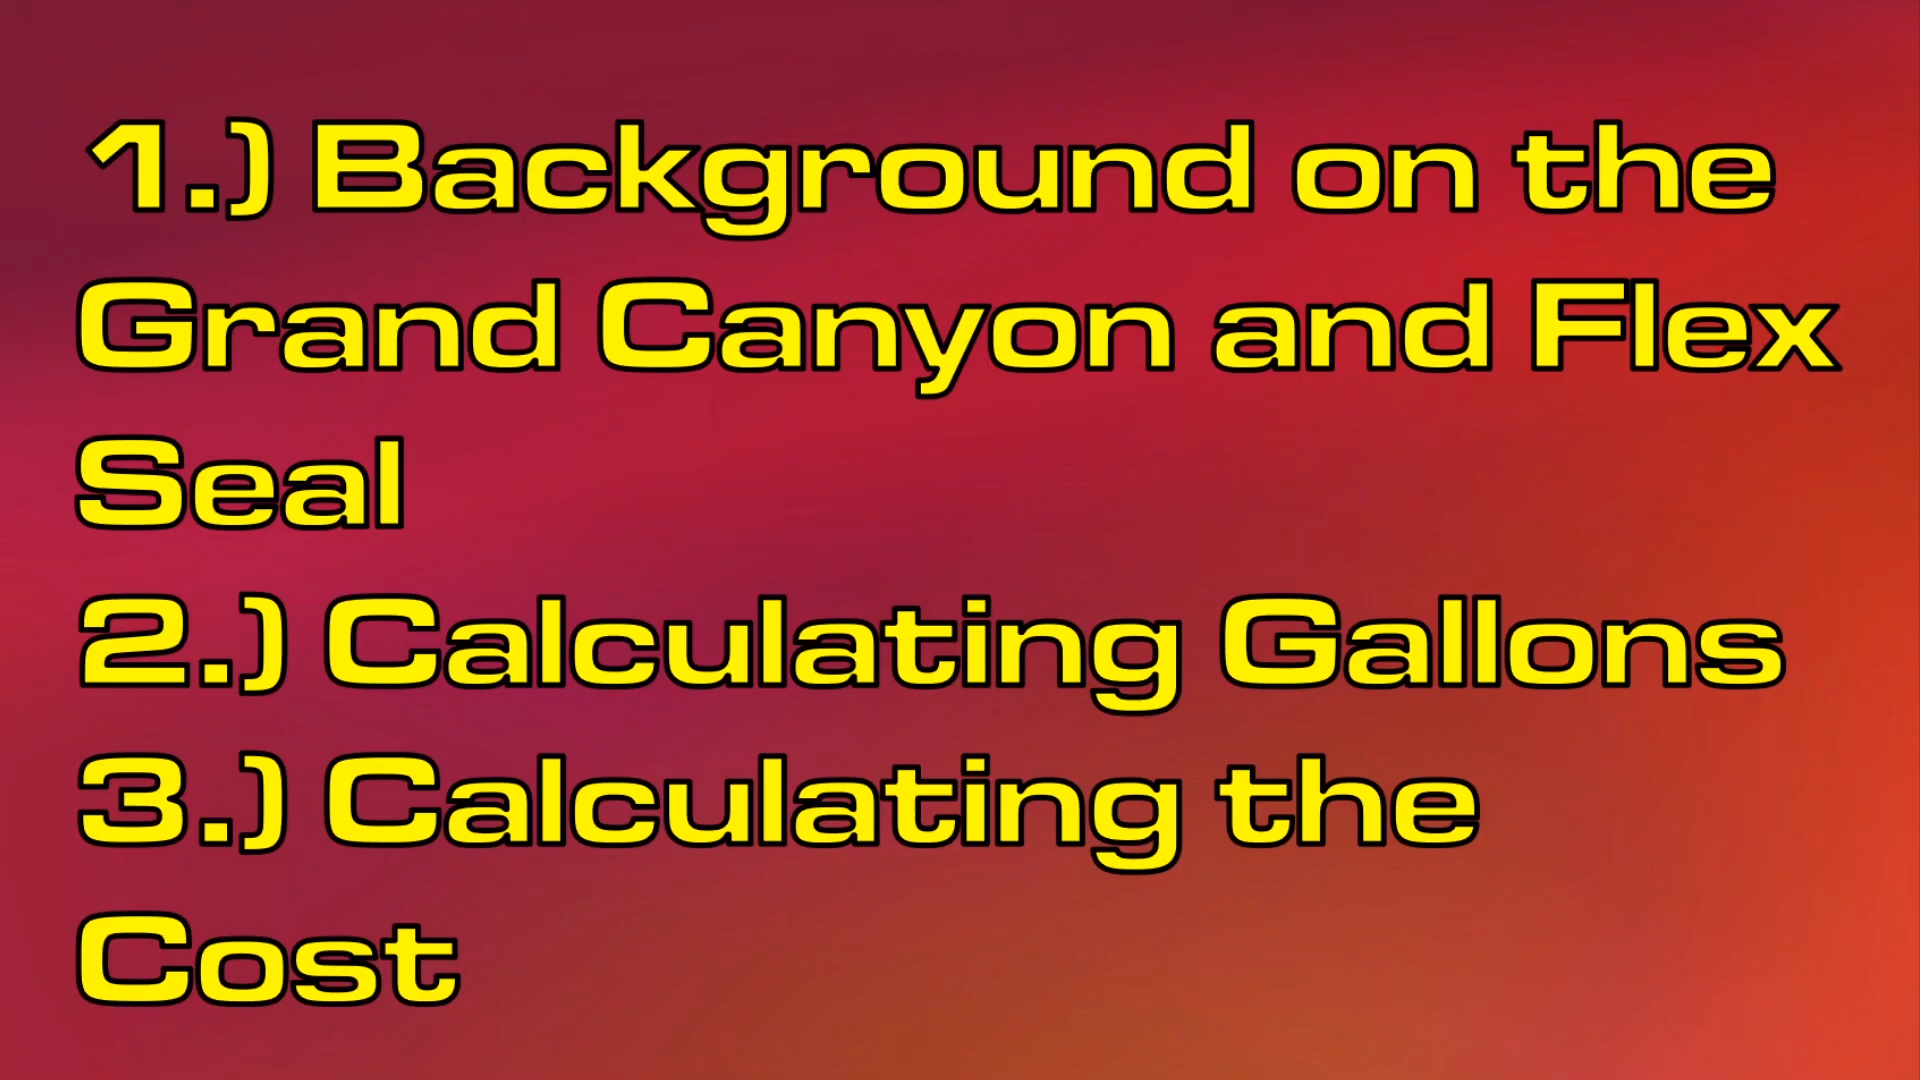 1.) Background on the
Grand Canyon and Flex
Seal
2.) Calculating Gallons
3.) Calculating the
Cost